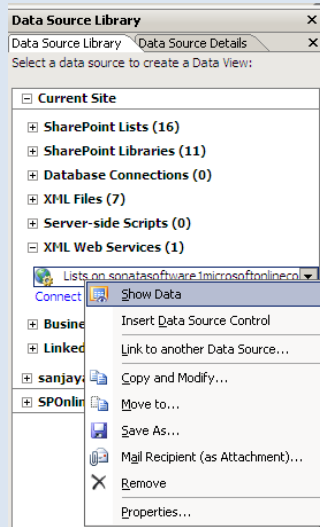 Data Source Library
Data Source Library Data Source Details
Select a data source to create a Data View:
Current Site
SharePoint Lists (16)
SharePoint Libraries (11)
Database Connections (0)
XML Files (7)
Server-side Scripts (0)
XML Web Services (1)
Lists on sonatasoftware1microsoftonlineco
Connect
Show Data
Insert Data Source Control
Busine
Link to another Data Source...
Linked
Copy and Modify...
sanjay
Move to...
SPOnlin
Save As...
Mail Recipient (as Attachment)...
Remove
Properties...